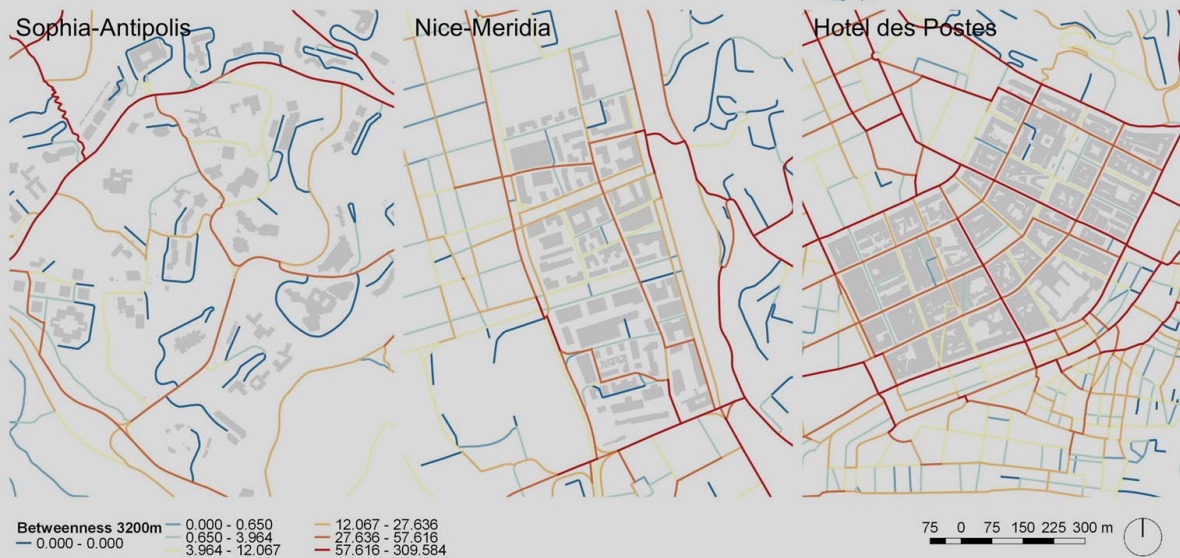 Sophia-Antipolis
Nice-Meridia
Hotel des Postes
Betweenness 3200m
0.000 - 0.000
0.000 - 0.650
0.650 - 3.964
3.964 - 12.067
12.067 - 27.636
27.636 - 57.616
57.616 - 309.584
75 0 75 150 225 300 m